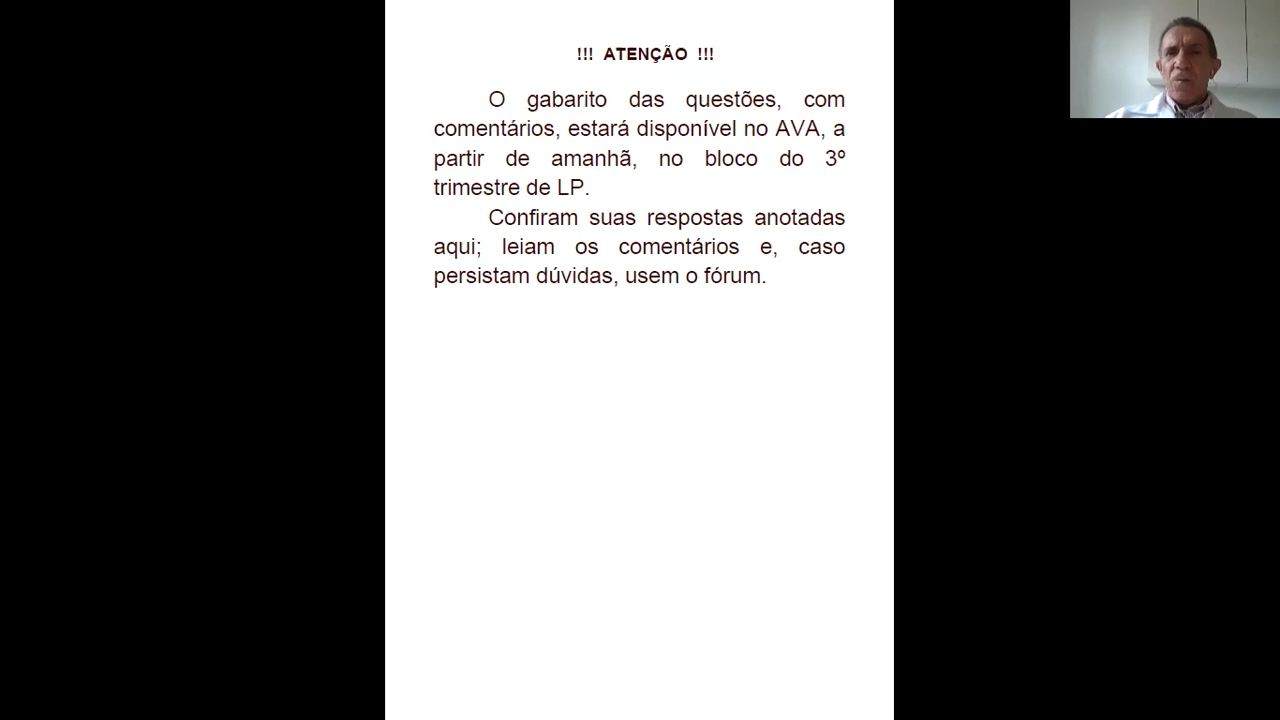 !!! ATENÇÃO !!!
O gabarito das questões, com
comentários, estará disponível no AVA, a
partir de amanhã, no bloco do 3º
trimestre de LP.
Confiram suas respostas anotadas
aqui; leiam os comentários e, caso
persistam dúvidas, usem o fórum.